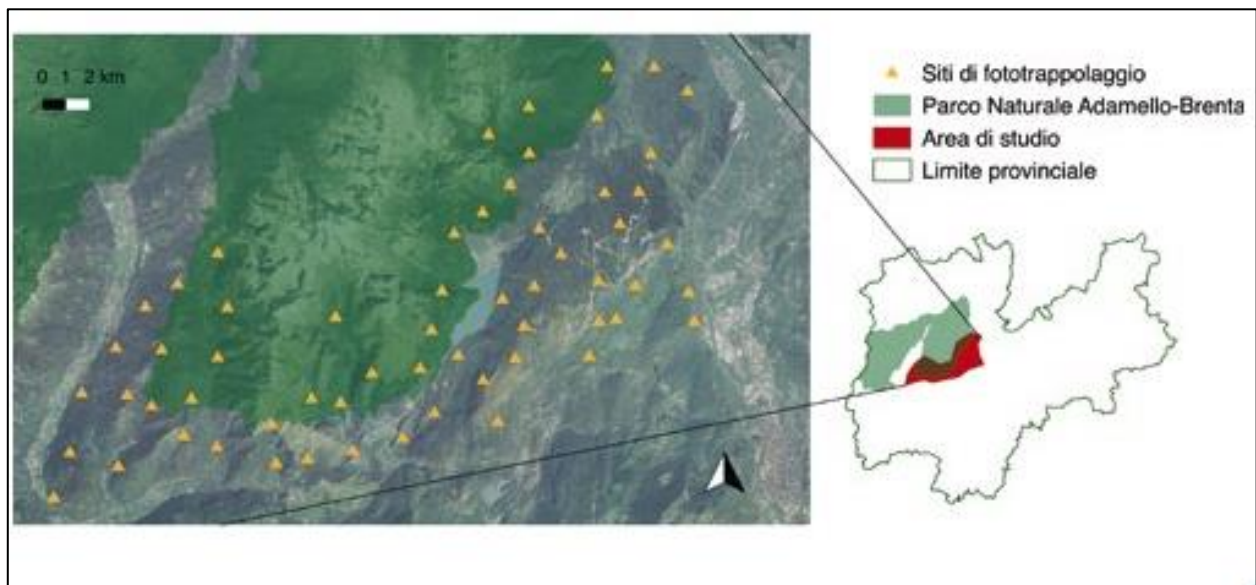 0 1 2 km
Siti di fototrappolaggio
Parco Naturale Adamello-Brenta
Area di studio
Limite provinciale